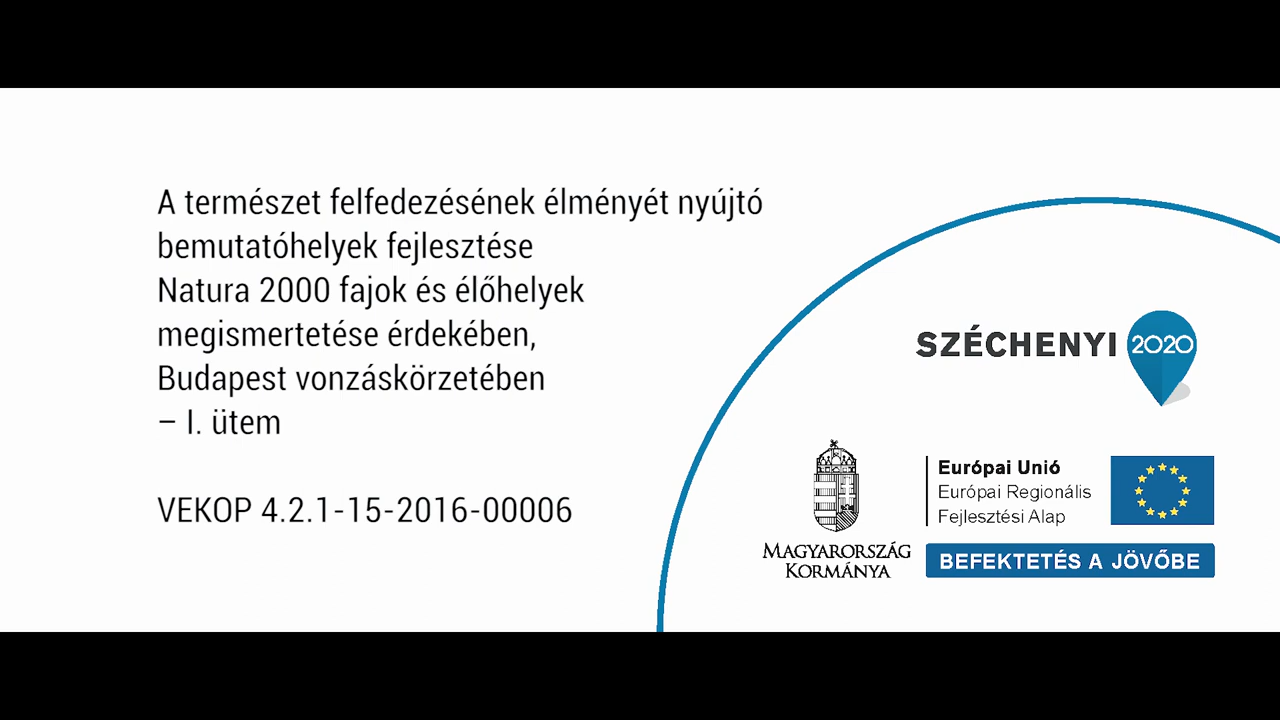 A természet felfedezésének élményét nyújtó
bemutatóhelyek fejlesztése
Natura 2000 fajok és élőhelyek
megismertetése érdekében,
Budapest vonzáskörzetében
– I. ütem
VEKOP 4.2.1-15-2016-00006
SZÉCHENYI 2020
MAGYARORSZÁG
KORMÁNYA
Európai Unió
Európai Regionális
Fejlesztési Alap
BEFEKTETÉS A JÖVŐBE